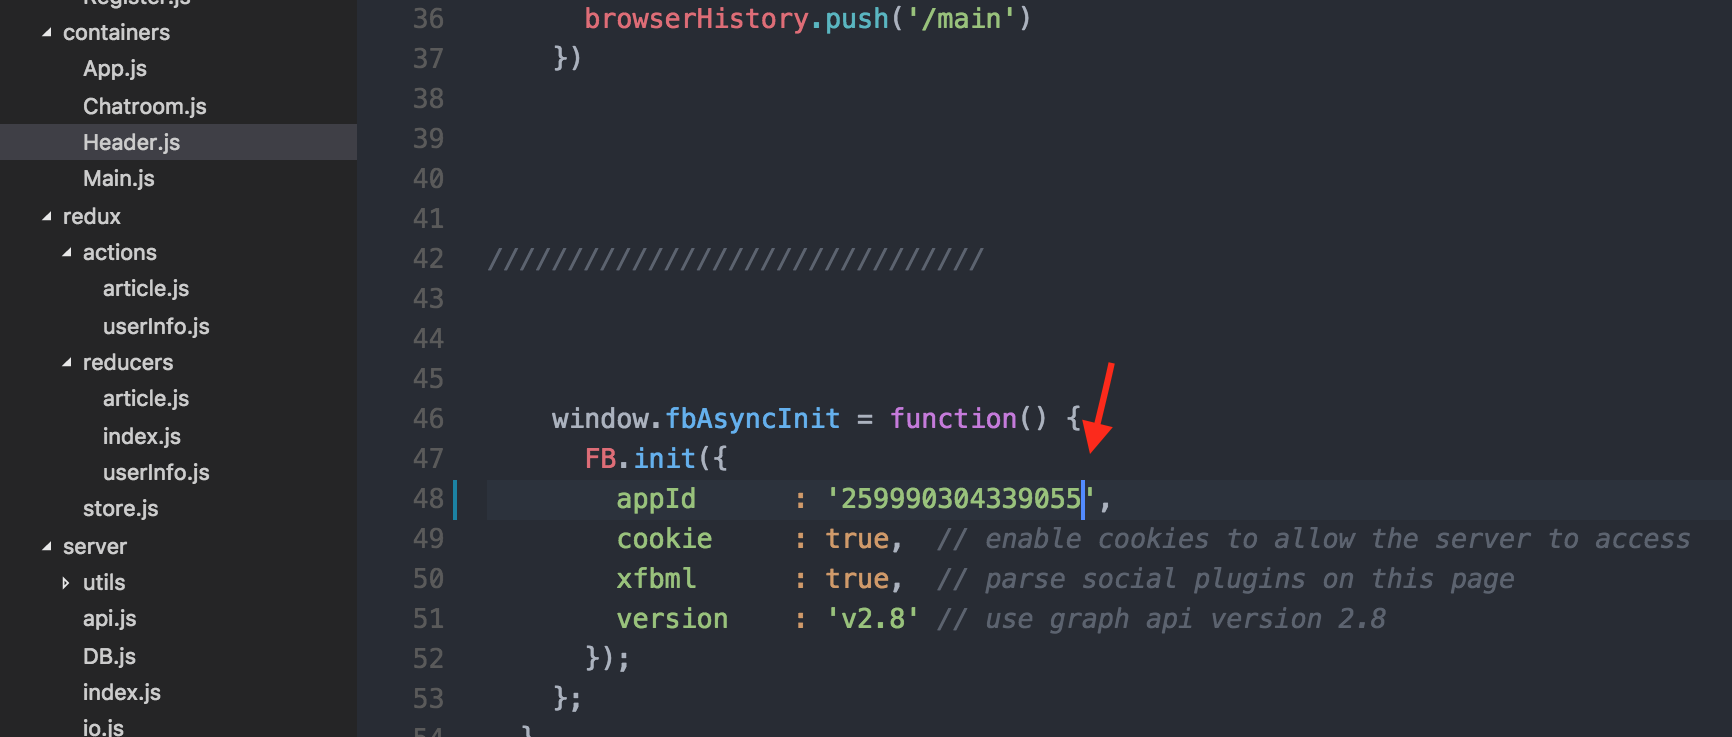 Register.js
containers
App.js
Chatroom.js
Header.js
Main.js
redux
actions
article.js
userInfo.js
reducers
article.js
index.js
userInfo.js
store.js
server
utils
api.js
DB.js
index.js
io.js
36 browserHistory.push('/main')
37 })
38
39
40
41
42 ///////////////////////////////
43
44
45
46 window.fbAsyncInit = function() {
47 FB.init({
48 appId : '259990304339055',
49 cookie : true, // enable cookies to allow the server to access
50 xfbml : true, // parse social plugins on this page
51 version : 'v2.8' // use graph api version 2.8
52 });
53 };
54 }